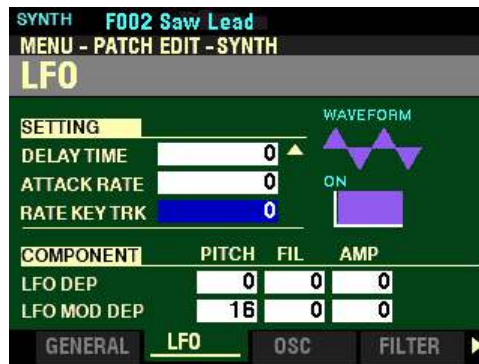 SYNTH F002 Saw Lead
MENU - PATCH EDIT - SYNTH
LFO
WAVEFORM
SETTING
DELAY TIME 0
ATTACK RATE 0
ON
RATE KEY TRK 0
COMPONENT PITCH FIL AMP
LFO DEP 0 0 0
LFO MOD DEP 16 0 0
GENERAL LFO OSC FILTER